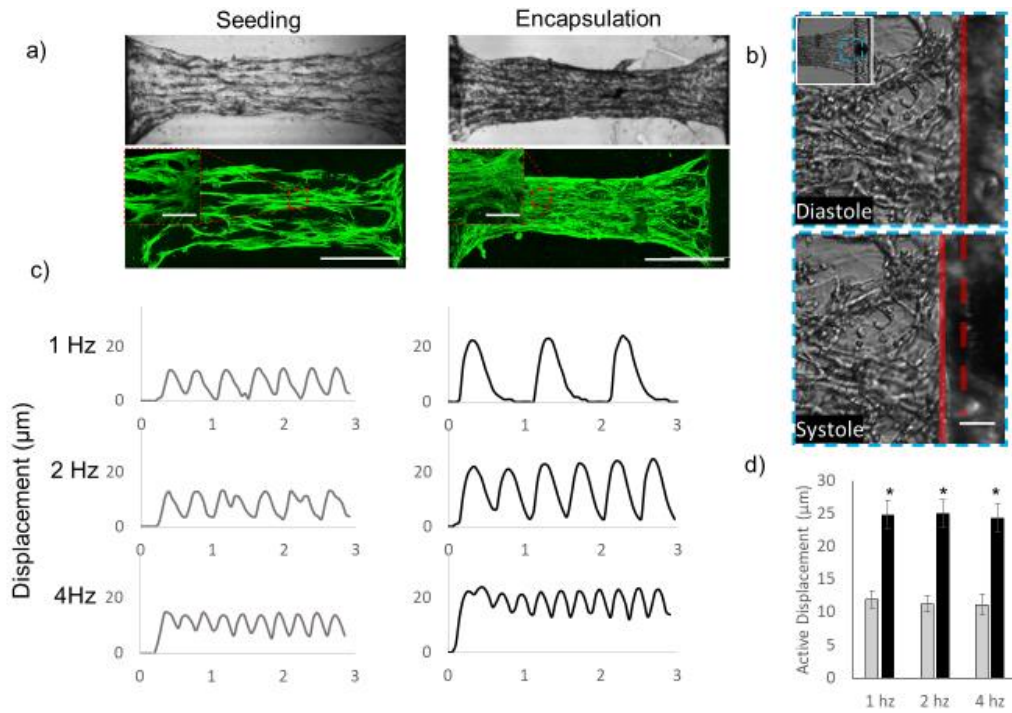 Seeding Encapsulation
a)
b)
Diastole
Systole
c)
Displacement (μm)
1 Hz
20
0
0 1 2 3
20
0
0 1 2 3
2 Hz
20
0
0 1 2 3
20
0
0 1 2 3
4Hz
20
0
0 1 2 3
20
0
0 1 2 3
d)
Active Displacement (μm)
30
25
20
15
10
5
0
* * *
1 hz 2 hz 4 hz